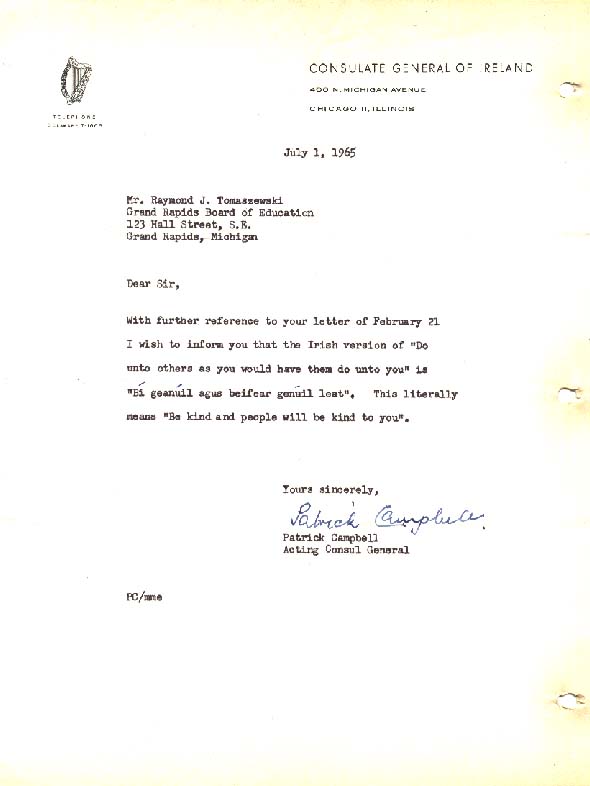 CONSULATE GENERAL OF IRELAND
400 N. MICHIGAN AVENUE
CHICAGO 11, ILLINOIS
TELEPHONE
July 1, 1965
Mr. Raymond J. Tomaszewski
Grand Rapids Board of Education
123 Hall Street, S.E.
Grand Rapids, Michigan
Dear Sir,
With further reference to your letter of February 21
I wish to inform you that the Irish version of "Do
unto others as you would have them do unto you" is
"Bí geanúil agus beifear genúil leat". This literally
means "Be kind and people will be kind to you".
Yours sincerely,
Patrick Campbell
Patrick Campbell
Acting Consul General
PC/mme